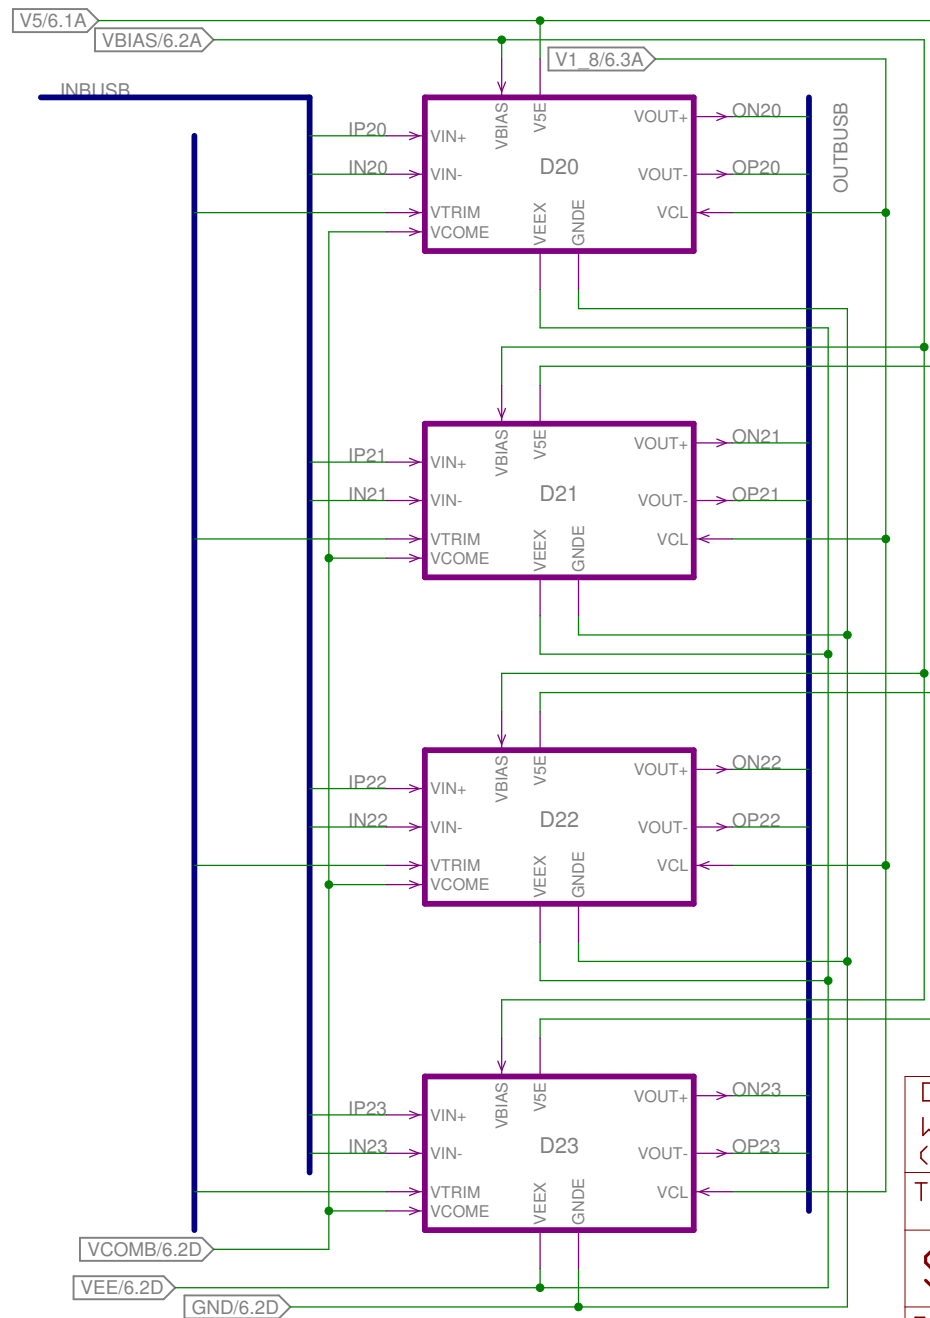 V5/6.1A
VBIAS/6.2A
V1_8/6.3A
INBUSB
OUTBUSB
IP20
IN20
VIN+
VIN-
VTRIM
VCOME
VBIAS
V5E
D20
VEEX
GNDE
VOUT+
VOUT-
VCL
ON20
OP20
IP21
IN21
VIN+
VIN-
VTRIM
VCOME
VBIAS
V5E
D21
VEEX
GNDE
VOUT+
VOUT-
VCL
ON21
OP21
IP22
IN22
VIN+
VIN-
VTRIM
VCOME
VBIAS
V5E
D22
VEEX
GNDE
VOUT+
VOUT-
VCL
ON22
OP22
IP23
IN23
VIN+
VIN-
VTRIM
VCOME
VBIAS
V5E
D23
VEEX
GNDE
VOUT+
VOUT-
VCL
ON23
OP23
T
VCOMB/6.2D
VEE/6.2D
GND/6.2D